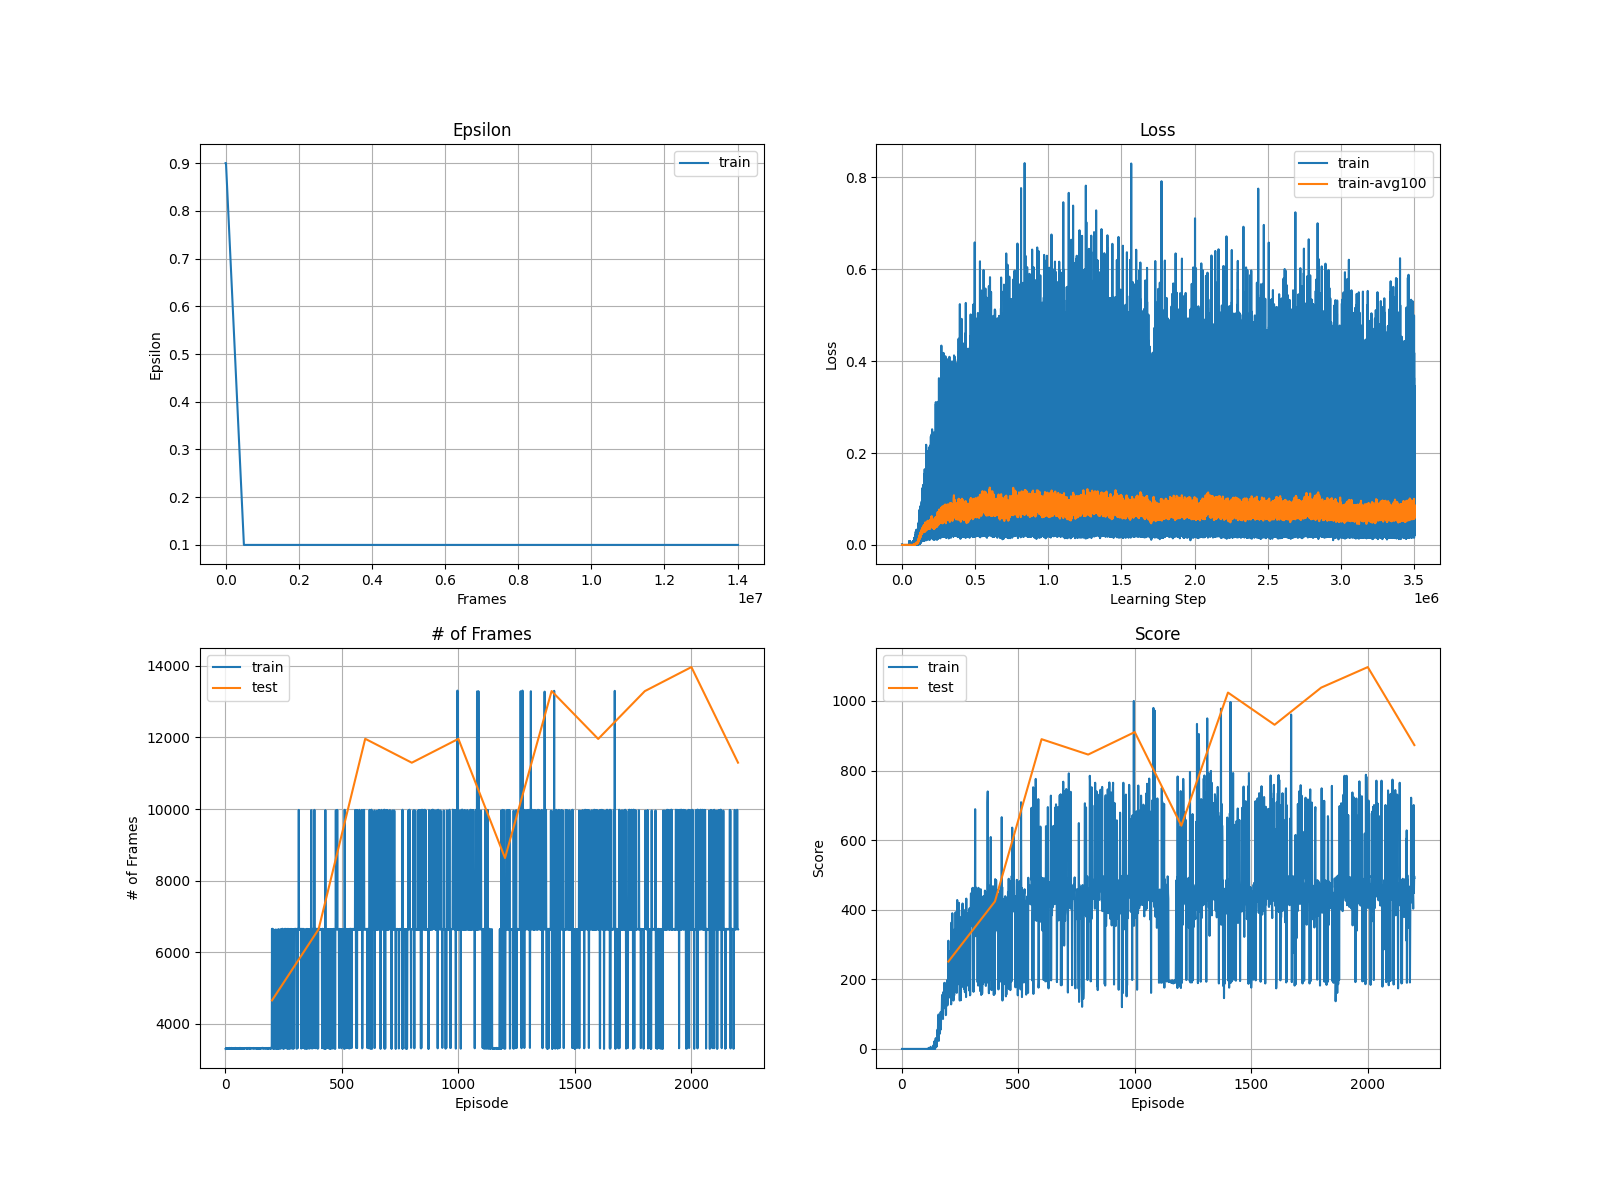 Epsilon
train
Epsilon
0.9
0.8
0.7
0.6
0.5
0.4
0.3
0.2
0.1
0.0 0.2 0.4 0.6 0.8 1.0 1.2 1.4
1e7
Frames
Loss
train
train-avg100
Loss
0.8
0.6
0.4
0.2
0.0
0.0 0.5 1.0 1.5 2.0 2.5 3.0 3.5
1e6
Learning Step
# of Frames
train
test
# of Frames
14000
12000
10000
8000
6000
4000
0 500 1000 1500 2000
Episode
Score
train
test
Score
1000
800
600
400
200
0
0 500 1000 1500 2000
Episode